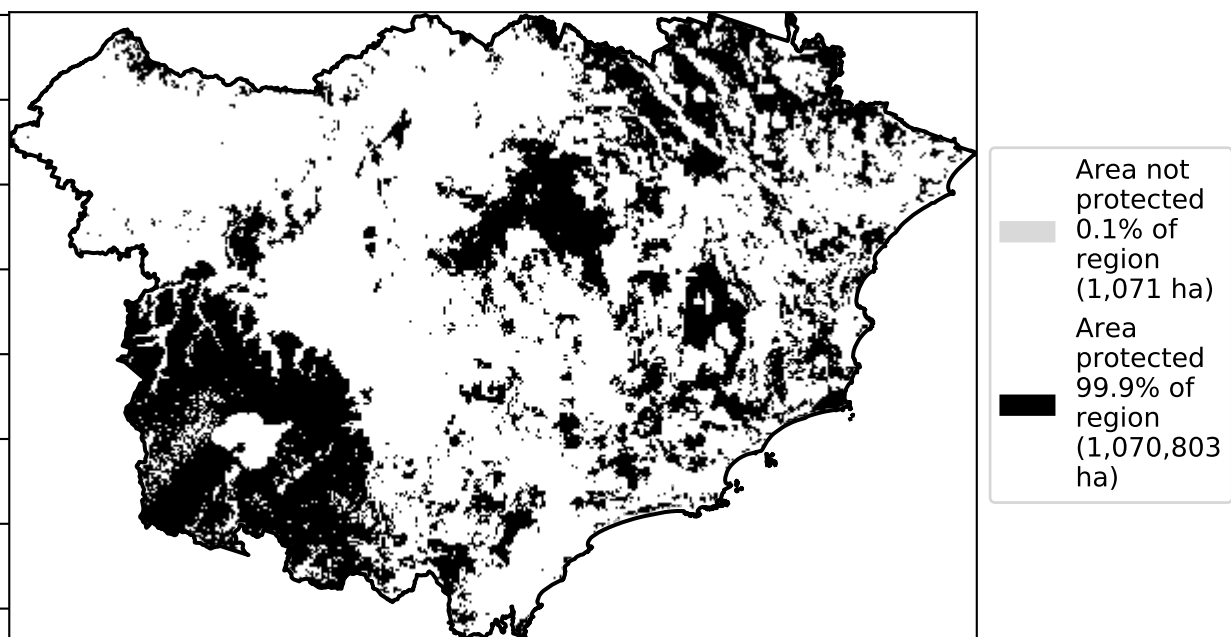 Area not
protected
0.1% of
region
(1,071 ha)
Area
protected
99.9% of
region
(1,070,803
ha)